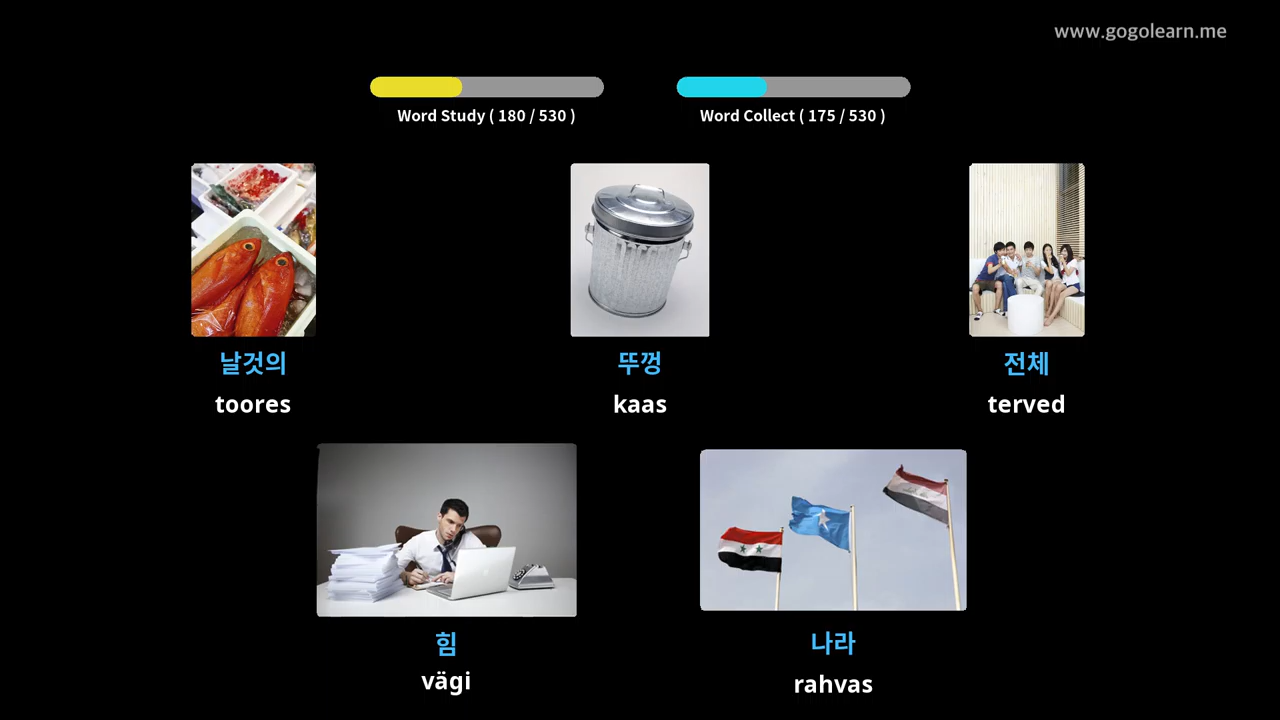 www.gogolearn.me
Word Study ( 180 / 530 )
Word Collect ( 175 / 530 )
날것의
뚜껑
전체
toores
kaas
terved
힘
나라
vägi
rahvas